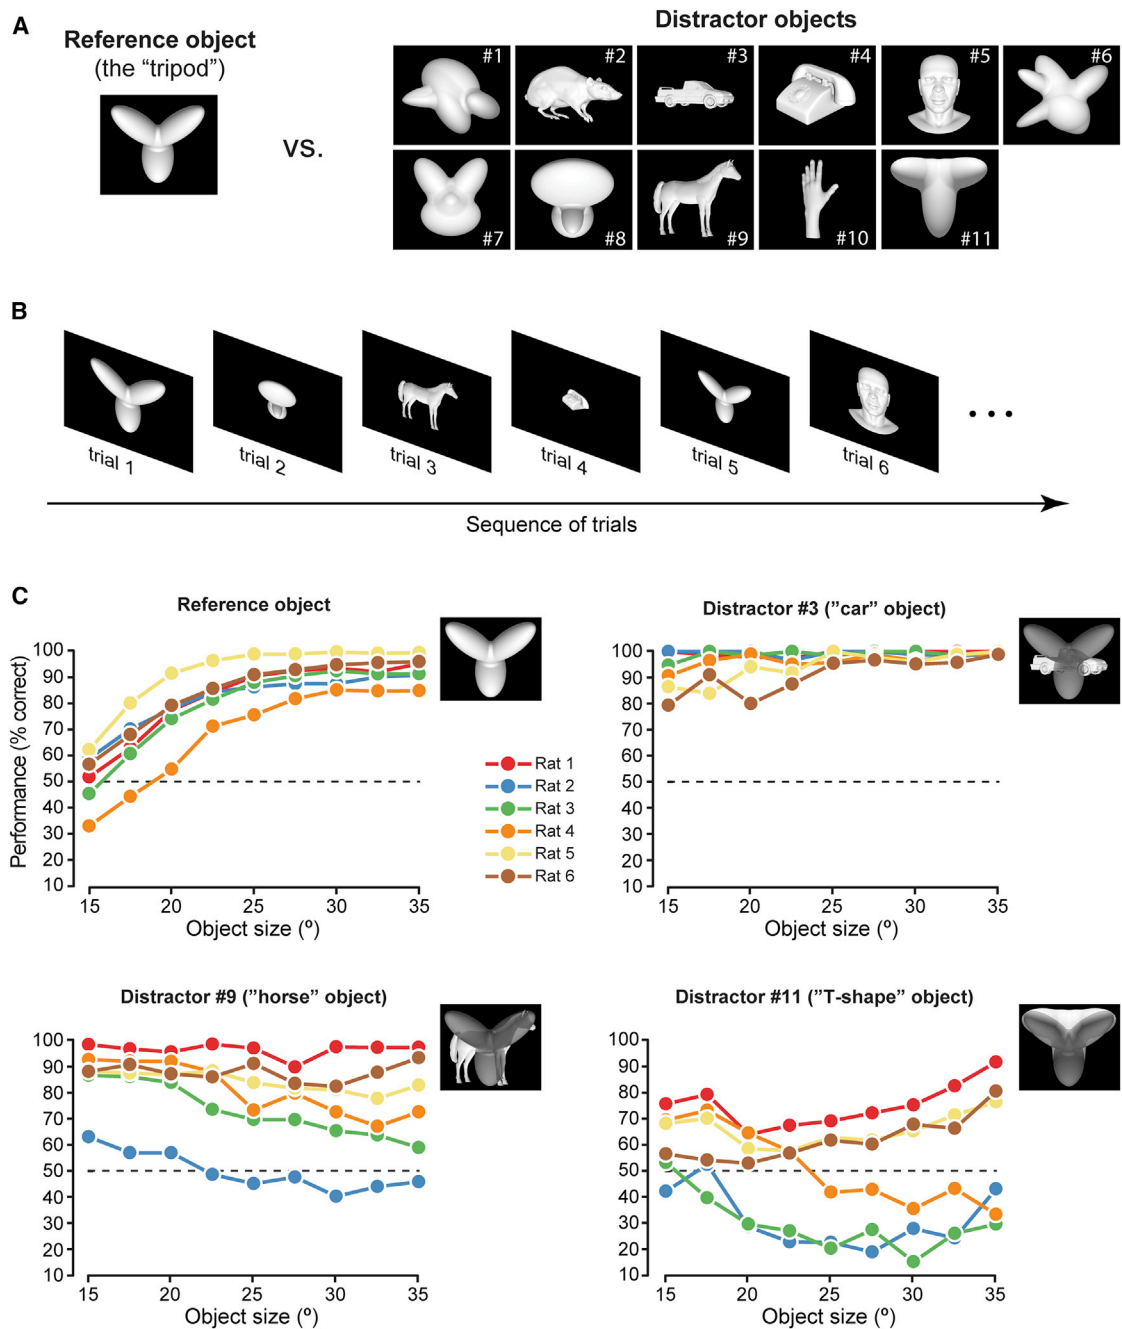 A
Reference object
(the “tripod”)
vs.
Distractor objects
#1
#2
#3
#4
#5
#6
#7
#8
#9
#10
#11
B
trial 1
trial 2
trial 3
trial 4
trial 5
trial 6
Sequence of trials
C
Reference object
Performance (% correct)
100
90
80
70
60
50
40
30
20
10
15
20
25
30
35
Object size (º)
Rat 1
Rat 2
Rat 3
Rat 4
Rat 5
Rat 6
Distractor #3 (”car” object)
100
90
80
70
60
50
40
30
20
10
15
20
25
30
35
Object size (º)
Distractor #9 (”horse” object)
100
90
80
70
60
50
40
30
20
10
15
20
25
30
35
Object size (º)
Distractor #11 (”T-shape” object)
100
90
80
70
60
50
40
30
20
10
15
20
25
30
35
Object size (º)